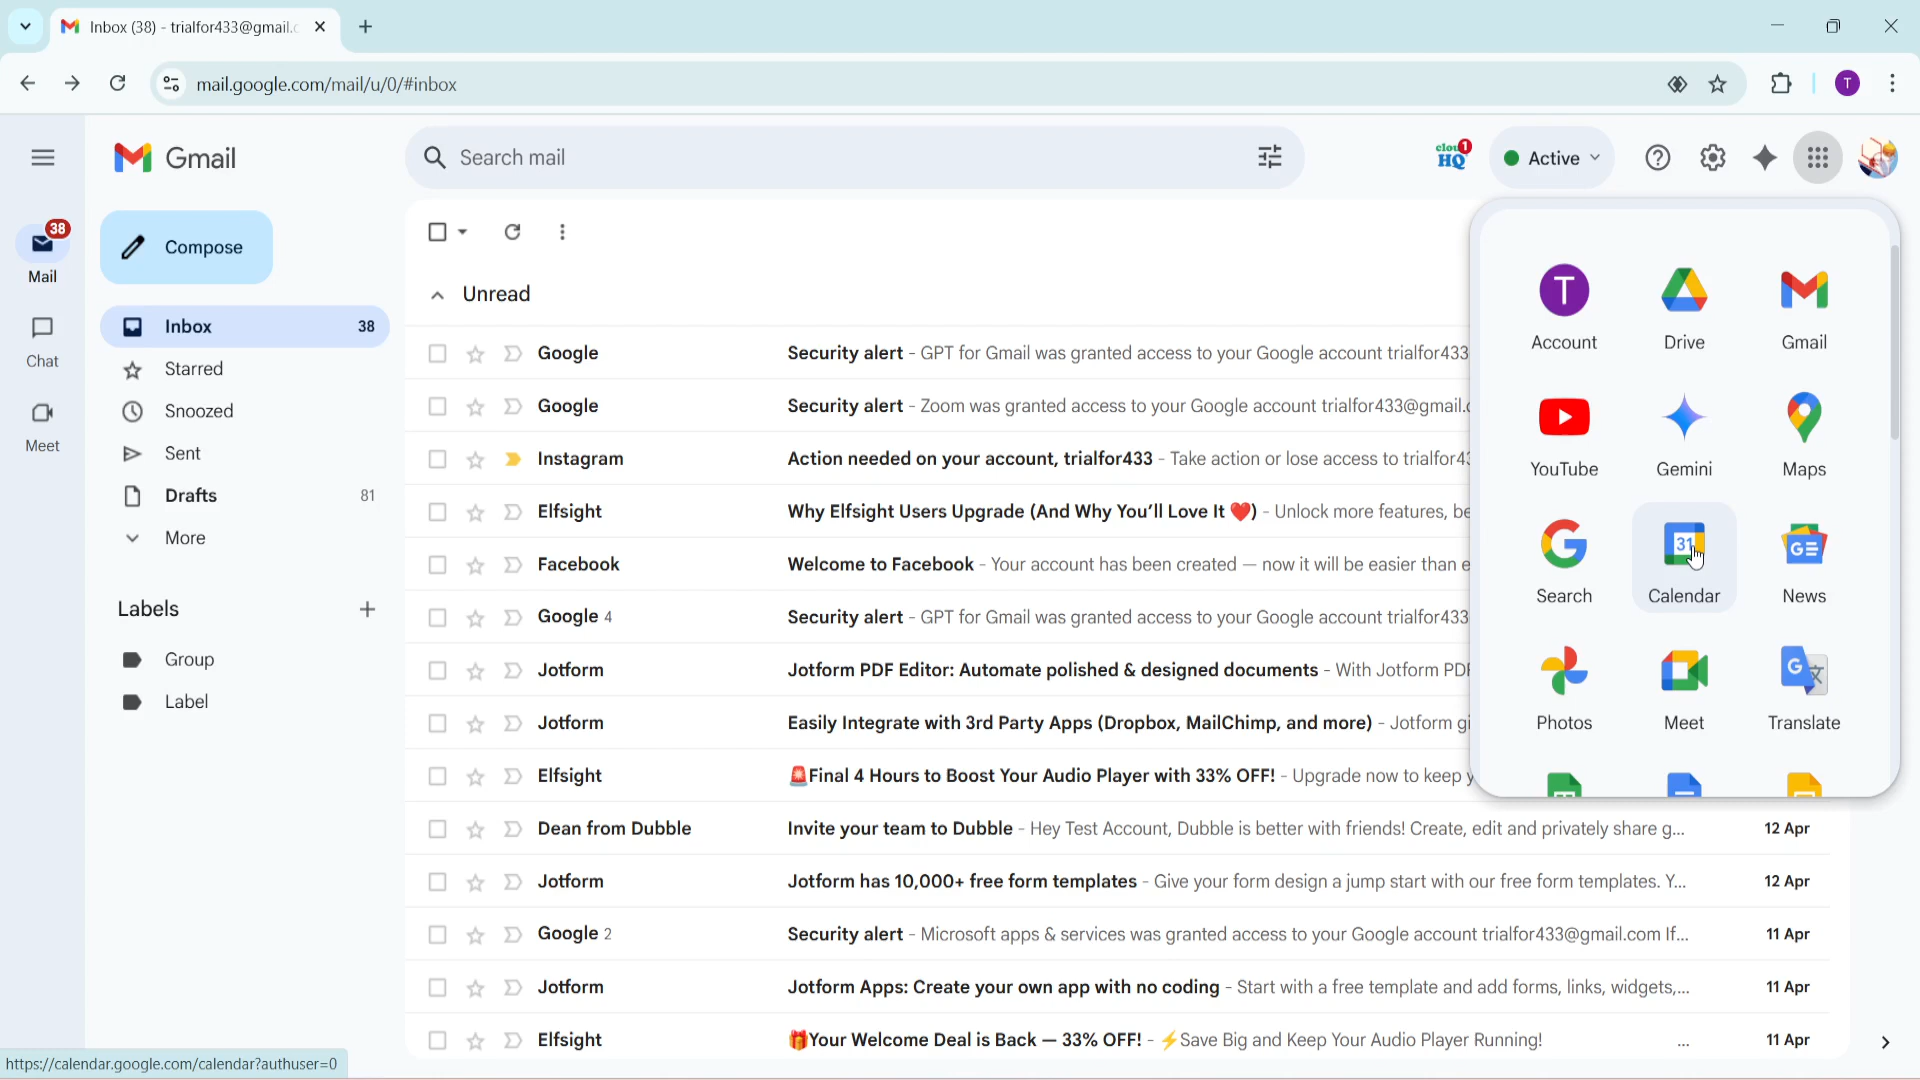 Inbox (38) - trialfor433@gmail.c
mail.google.com/mail/u/0/#inbox
T
Gmail
Search mail
cloudHQ 1
Active
38
Mail
Chat
Meet
Compose
Inbox 38
Starred
Snoozed
Sent
Drafts 81
More
Labels
Group
Label
Unread
Google Security alert - GPT for Gmail was granted access to your Google account trialfor433
Google Security alert - Zoom was granted access to your Google account trialfor433@gmail.c
Instagram Action needed on your account, trialfor433 - Take action or lose access to trialfor4
Elfsight Why Elfsight Users Upgrade (And Why You'll Love It ❤️) - Unlock more features, be
Facebook Welcome to Facebook - Your account has been created — now it will be easier than e
Google 4 Security alert - GPT for Gmail was granted access to your Google account trialfor433
Jotform Jotform PDF Editor: Automate polished & designed documents - With Jotform PDF
Jotform Easily Integrate with 3rd Party Apps (Dropbox, MailChimp, and more) - Jotform gi
Elfsight 🚨Final 4 Hours to Boost Your Audio Player with 33% OFF! - Upgrade now to keep y
Dean from Dubble Invite your team to Dubble - Hey Test Account, Dubble is better with friends! Create, edit and privately share g... 12 Apr
Jotform Jotform has 10,000+ free form templates - Give your form design a jump start with our free form templates. Y... 12 Apr
Google 2 Security alert - Microsoft apps & services was granted access to your Google account trialfor433@gmail.com If... 11 Apr
Jotform Jotform Apps: Create your own app with no coding - Start with a free template and add forms, links, widgets,... 11 Apr
Elfsight 🎁Your Welcome Deal is Back — 33% OFF! - ⚡Save Big and Keep Your Audio Player Running! ... 11 Apr
T
Account Drive Gmail
YouTube Gemini Maps
31 GE
Search Calendar News
G
Photos Meet Translate
https://calendar.google.com/calendar?authuser=0